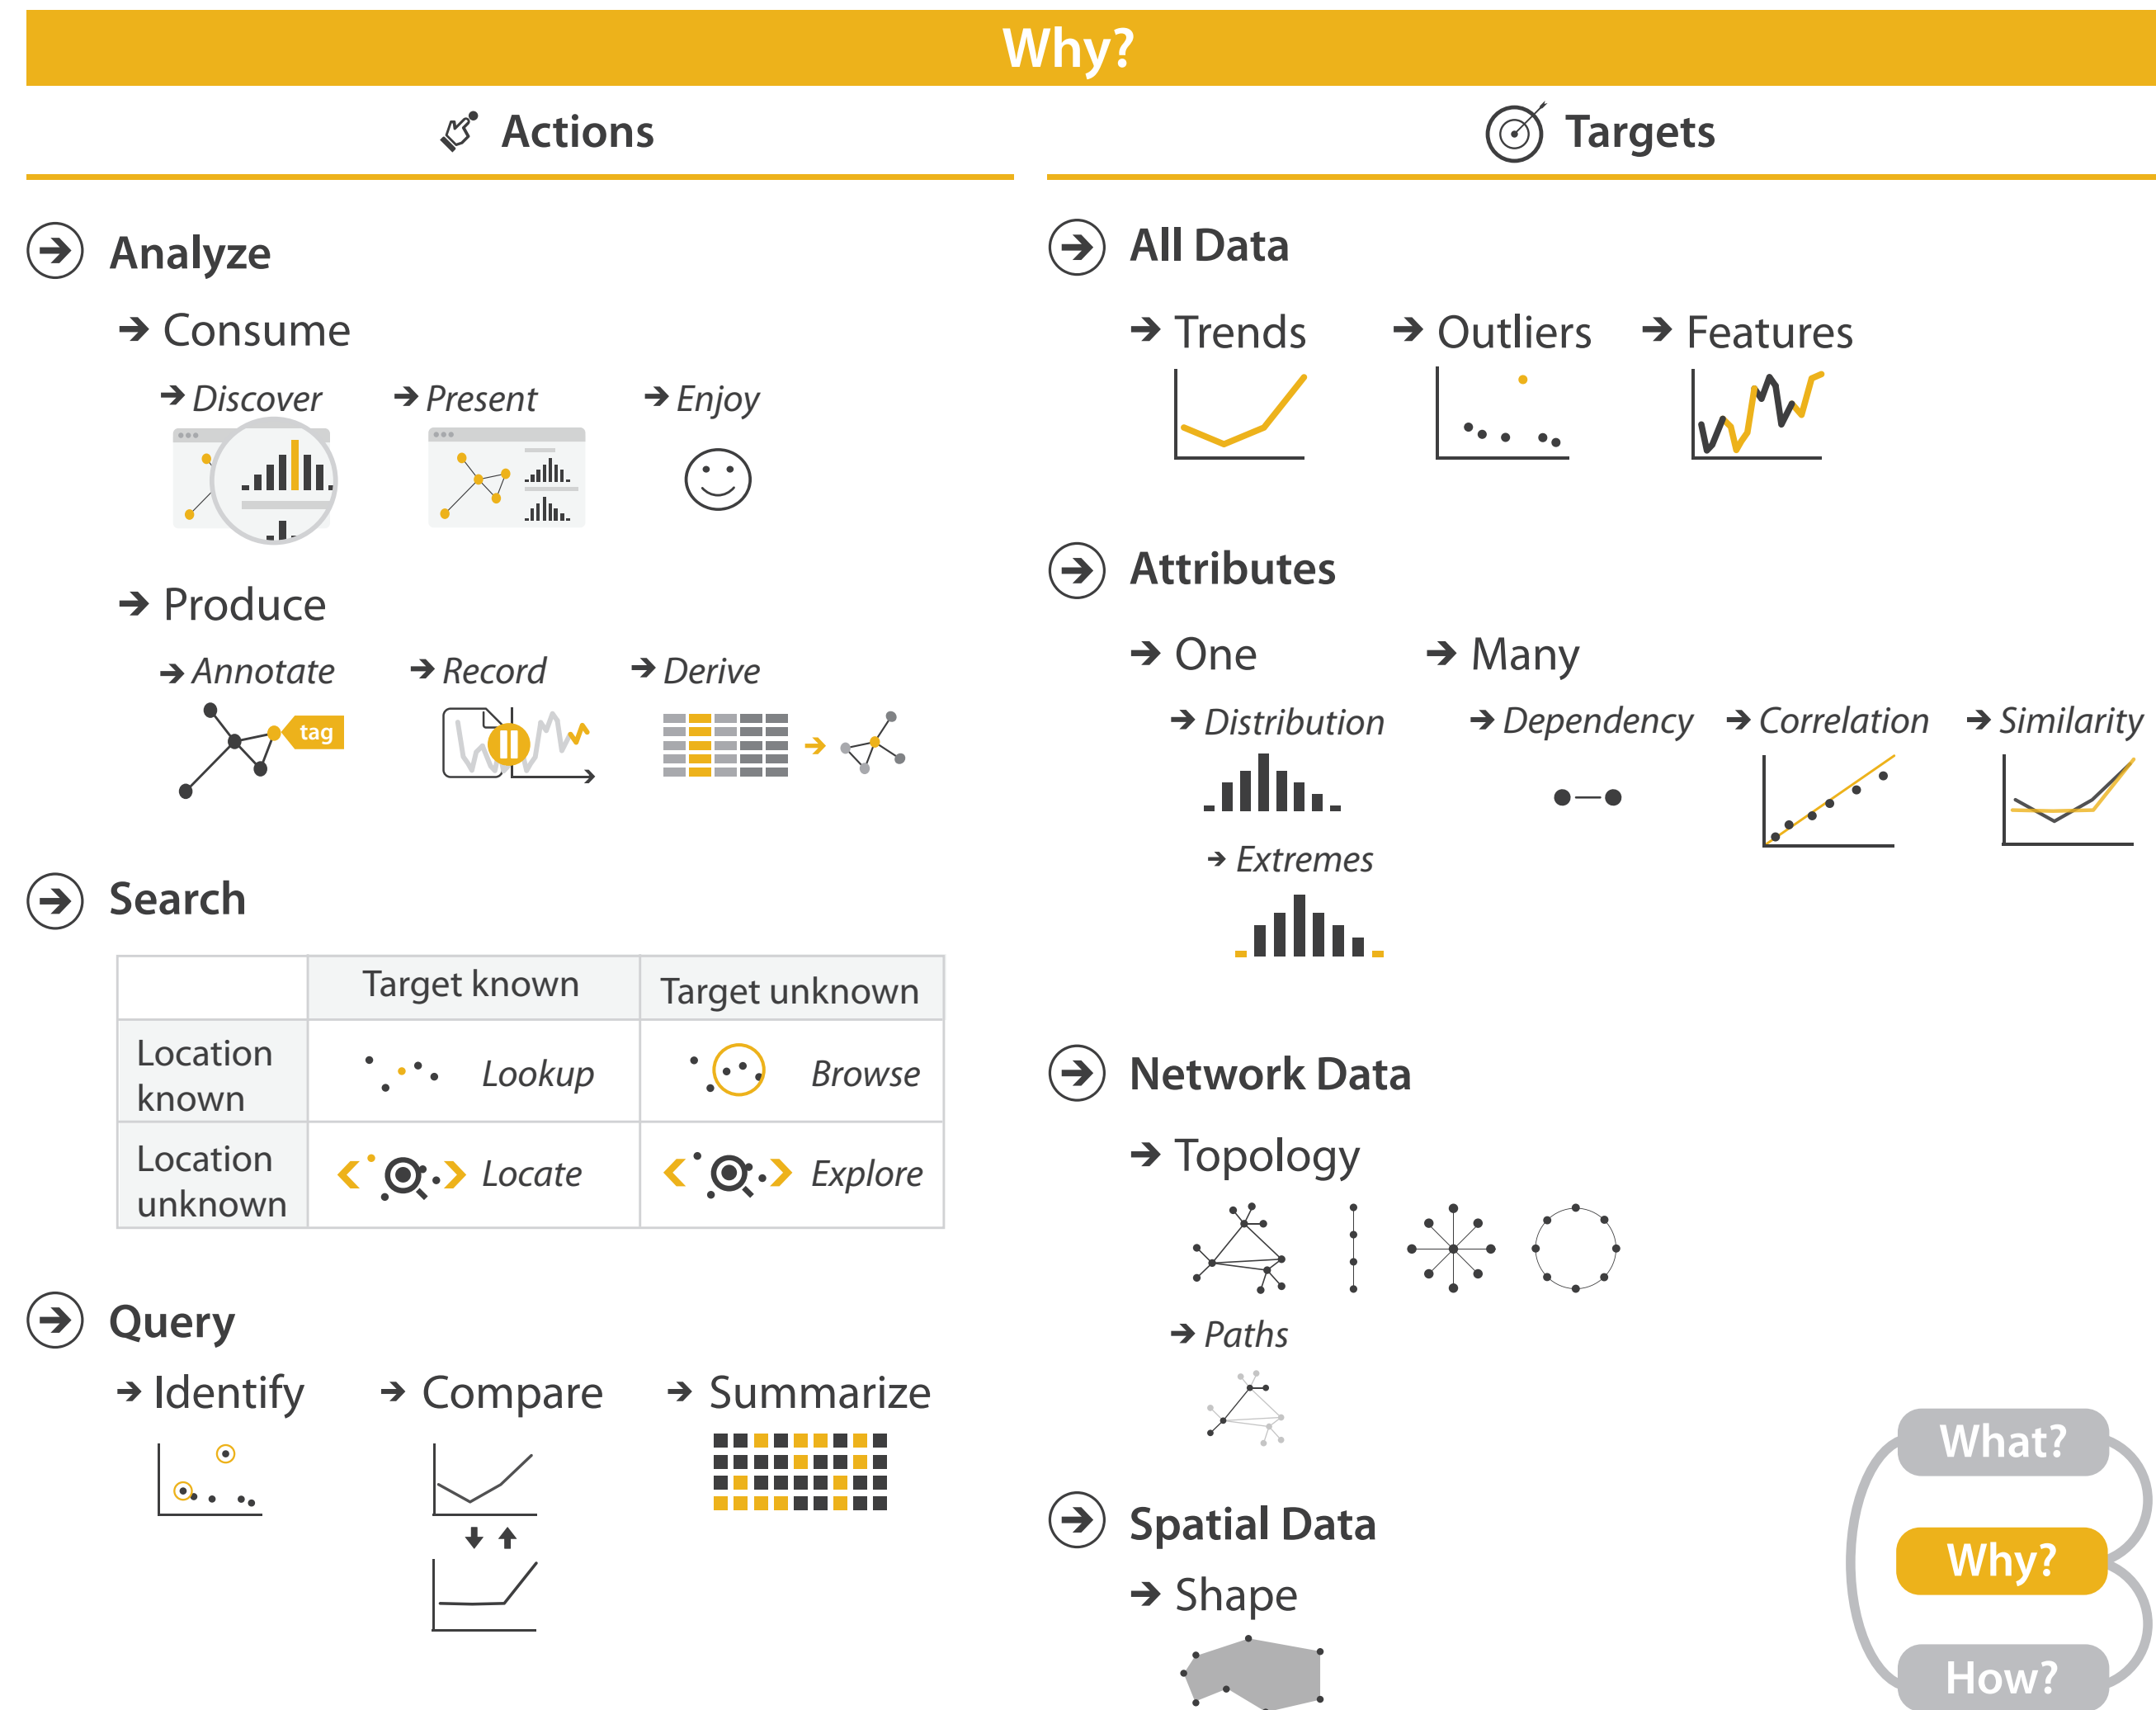 Why?
Actions
Analyze
Consume
Discover
Present
Enjoy
Produce
Annotate
Record
Derive
tag
Search
Target known
Target unknown
Location
known
Lookup
Browse
Location
unknown
Locate
Explore
Query
Identify
Compare
Summarize
Targets
All Data
Trends
Outliers
Features
Attributes
One
Many
Distribution
Dependency
Correlation
Similarity
Extremes
Network Data
Topology
Paths
Spatial Data
Shape
What?
Why?
How?